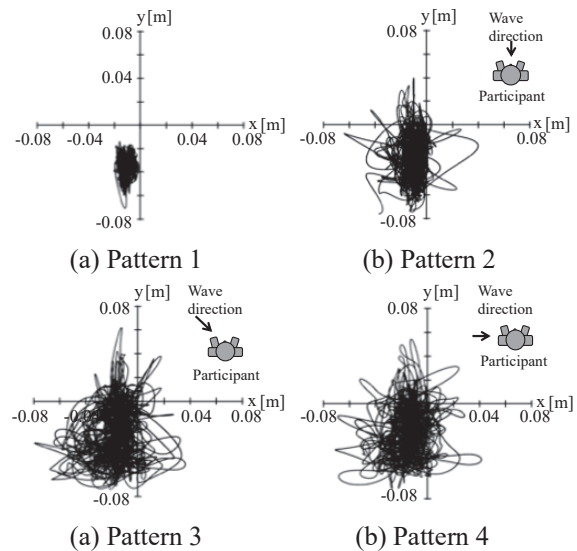 y[m]
0.08
0.04
x[m]
-0.08
-0.04
0.04
0.08
-0.08
(a) Pattern 1
y[m]
0.08
Wave
direction
Participant
x[m]
-0.08
0.08
-0.08
(b) Pattern 2
y[m]
0.08
Wave
direction
Participant
x[m]
-0.08
-0.04
0.04
0.08
-0.08
(a) Pattern 3
y[m]
0.08
Wave
direction
Participant
x[m]
-0.08
0.04
0.08
-0.08
(b) Pattern 4